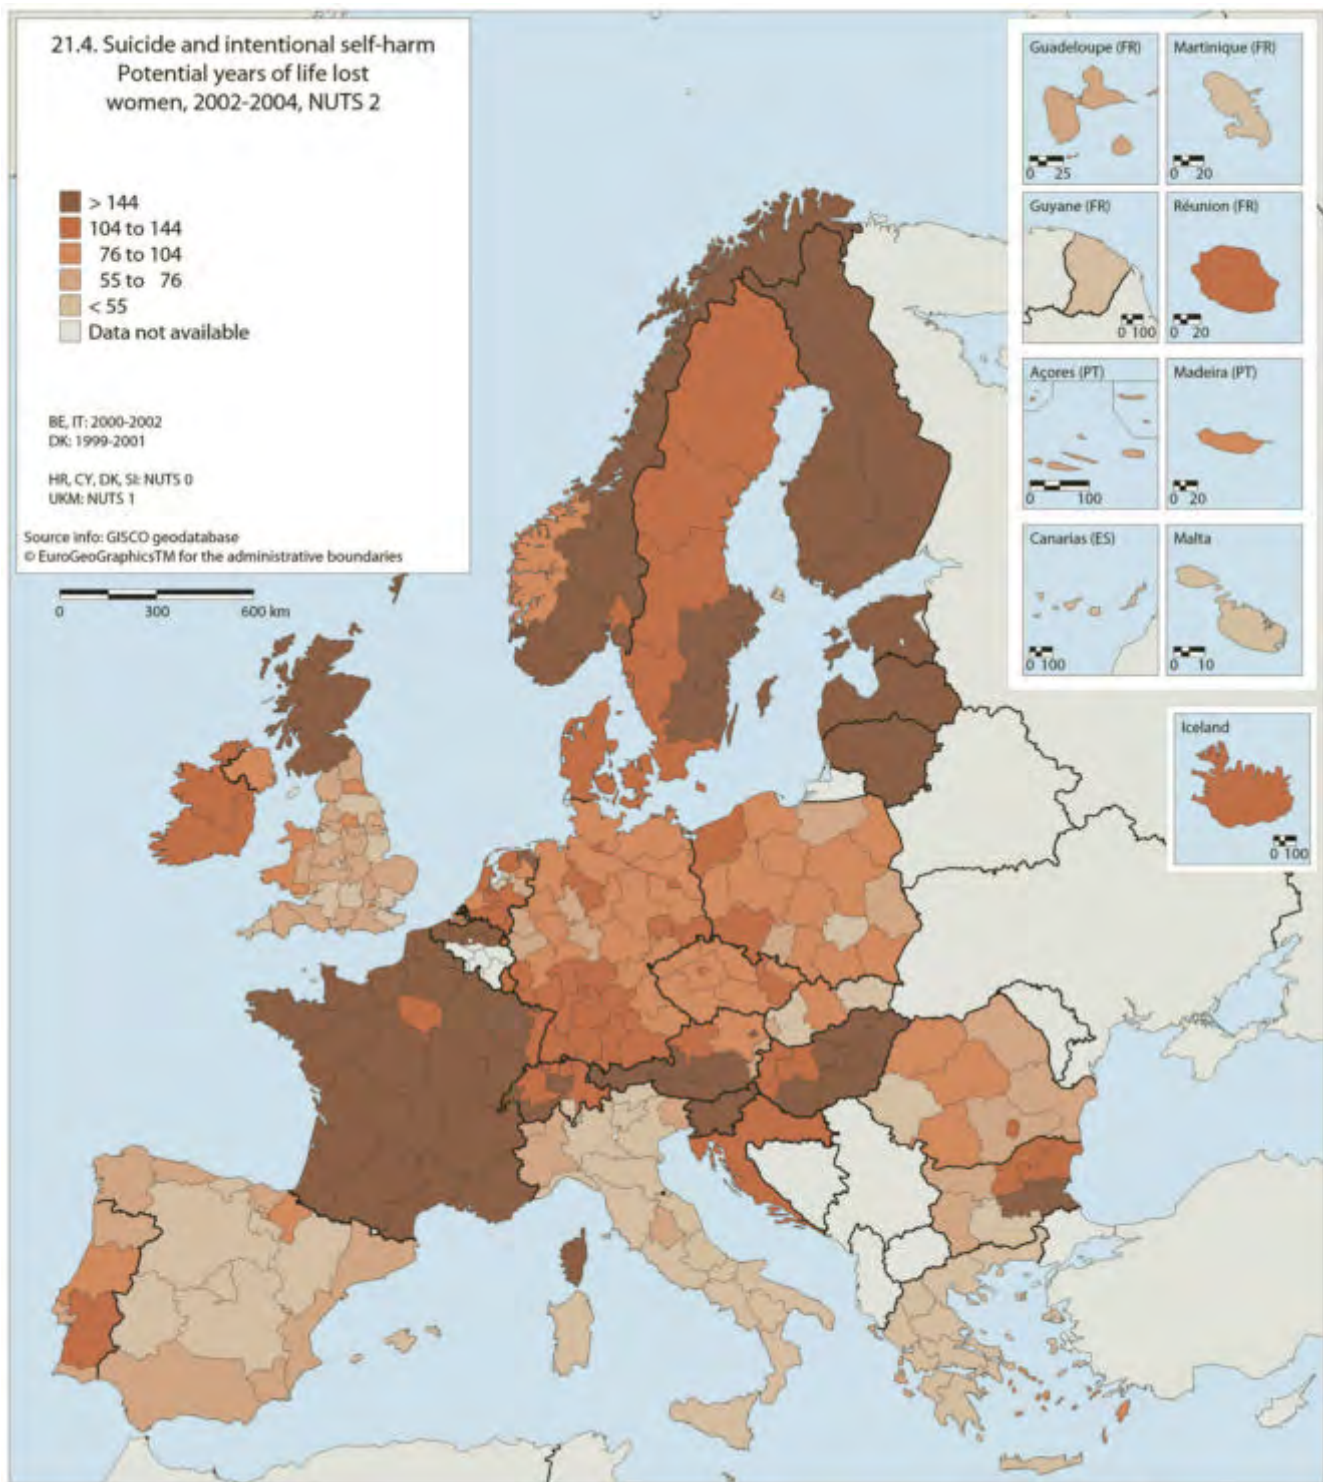 21.4. Suicide and intentional self-harm
Potential years of life lost
women, 2002-2004, NUTS 2
> 144
104 to 144
76 to 104
55 to 76
< 55
Data not available
BE, IT: 2000-2002
DK: 1999-2001
HR, CY, DK, SI: NUTS 0
UKM: NUTS 1
Source info: GISCO geodatabase
© EuroGeoGraphicsTM for the administrative boundaries
0 300 600 km
Guadeloupe (FR)
0 25
Martinique (FR)
0 20
Guyane (FR)
0 100
Réunion (FR)
0 20
Açores (PT)
0 100
Madeira (PT)
0 20
Canarias (ES)
0 100
Malta
0 10
Iceland
0 100